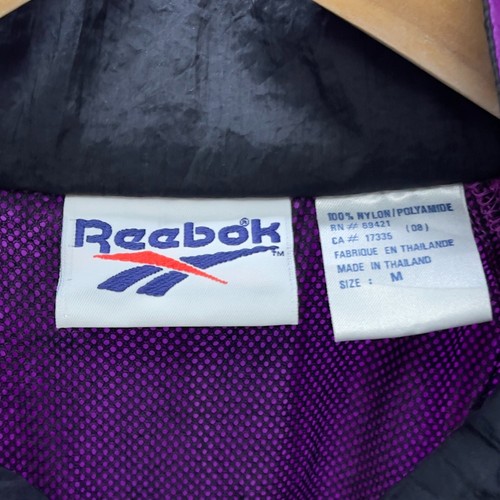 Reebok®
TM
100% NYLON/POLYAMIDE
RN # 69421 (08)
CA # 17335
FABRIQUE EN THAILANDE
MADE IN THAILAND
SIZE : M